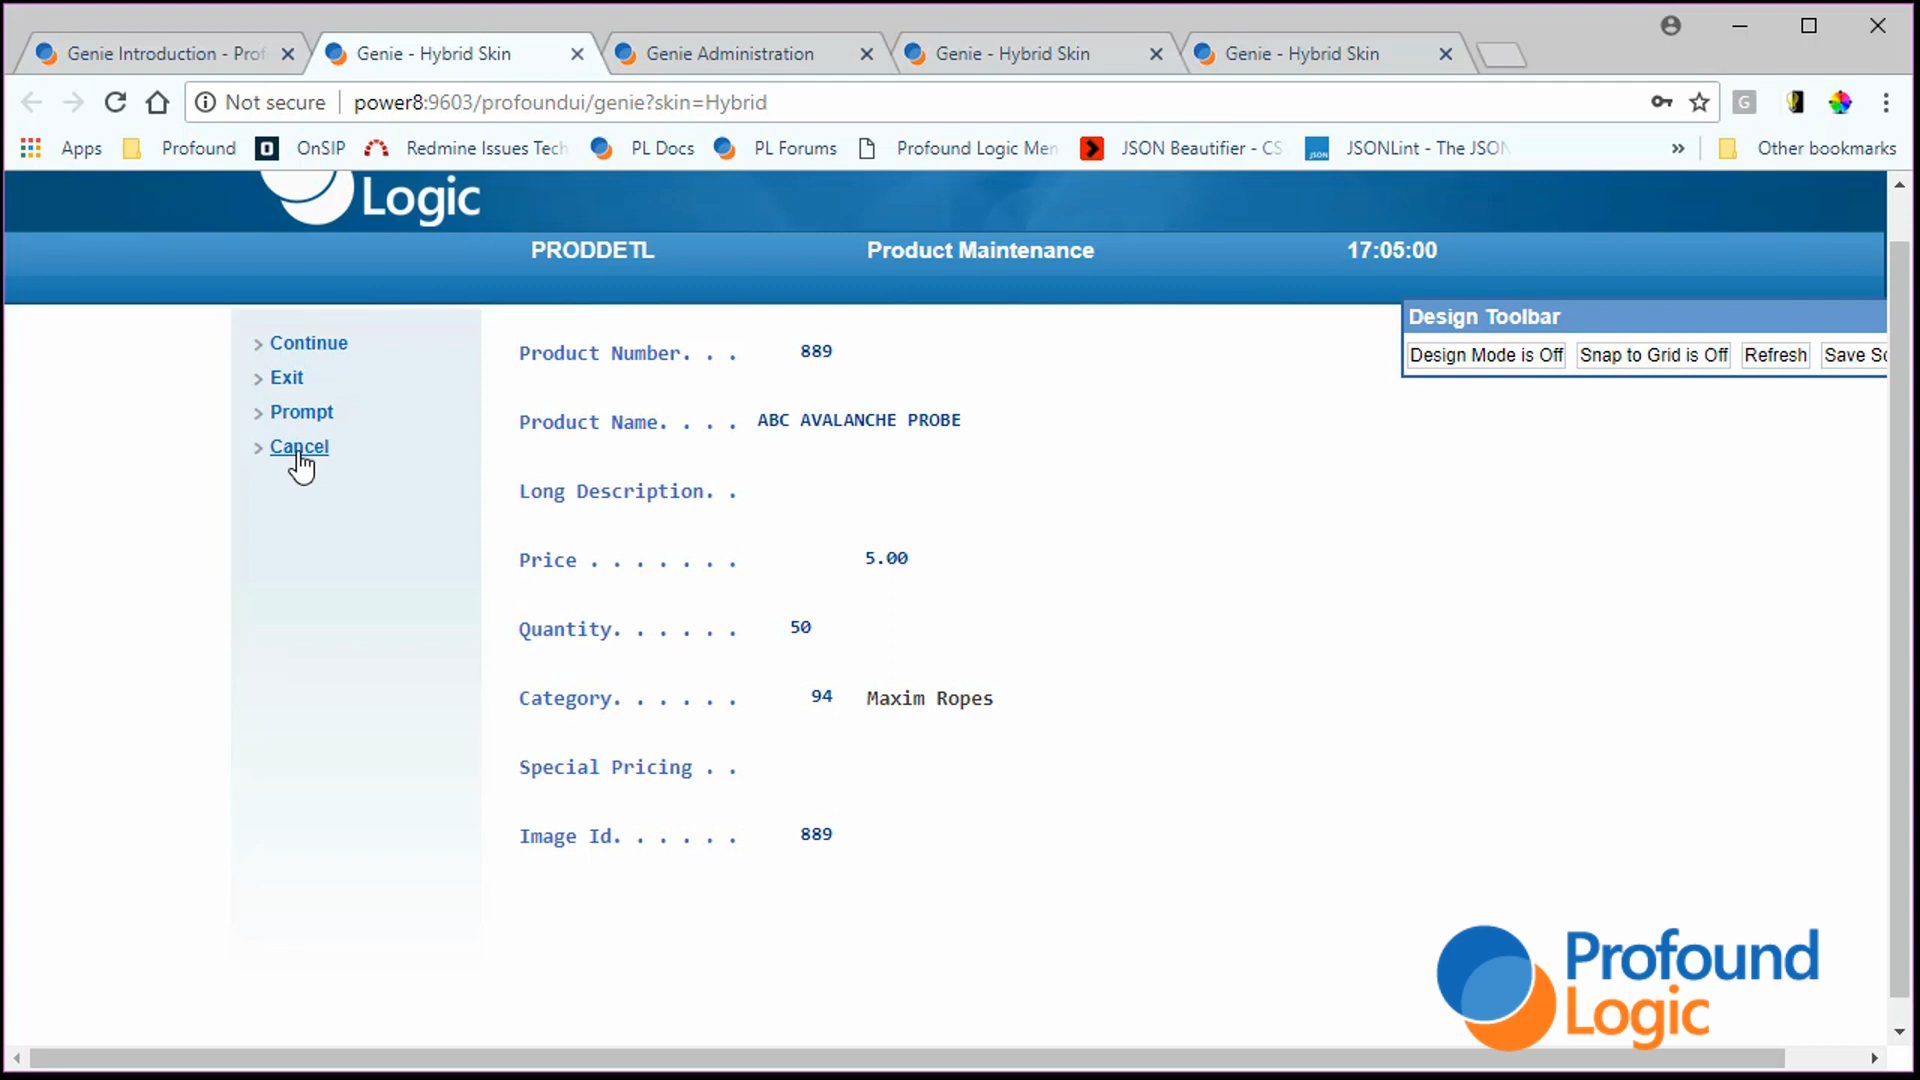 Genie Introduction - Prof
Genie - Hybrid Skin
Genie Administration
Genie - Hybrid Skin
Genie - Hybrid Skin
Not secure
power8:9603/profoundui/genie?skin=Hybrid
G
Apps
Profound
OnSIP
Redmine Issues Tech
PL Docs
PL Forums
Profound Logic Men
JSON Beautifier - CS
JSON
JSONLint - The JSON
»
Other bookmarks
Logic
PRODDETL
Product Maintenance
17:05:00
Continue
Exit
Prompt
Cancel
Design Toolbar
Design Mode is Off
Snap to Grid is Off
Refresh
Save Sc
Product Number. . . 889
Product Name. . . . ABC AVALANCHE PROBE
Long Description. .
Price . . . . . . . 5.00
Quantity. . . . . . 50
Category. . . . . . 94 Maxim Ropes
Special Pricing . .
Image Id. . . . . . 889
Profound
Logic